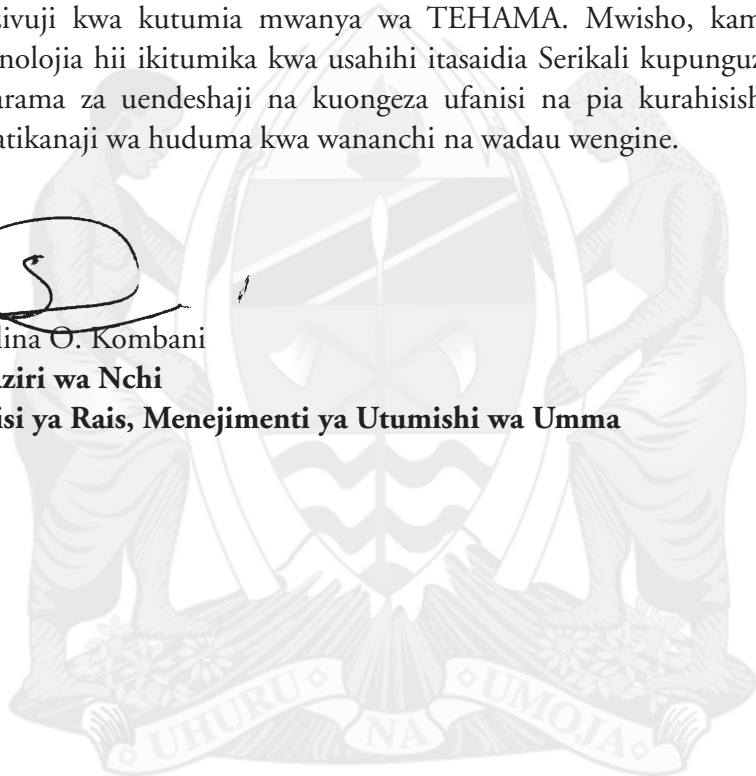 ivuji kwa kutumia mwanya wa TEHAMA. Mwisho, kam
nolojia hii ikitumika kwa usahihi itasaidia Serikali kupunguz
arama za uendeshaji na kuongeza ufanisi na pia kurahisish
atikanaji wa huduma kwa wananchi na wadau wengine.
lina O. Kombani
aziri wa Nchi
isi ya Rais, Menejimenti ya Utumishi wa Umma
UHURU NA UMOJA